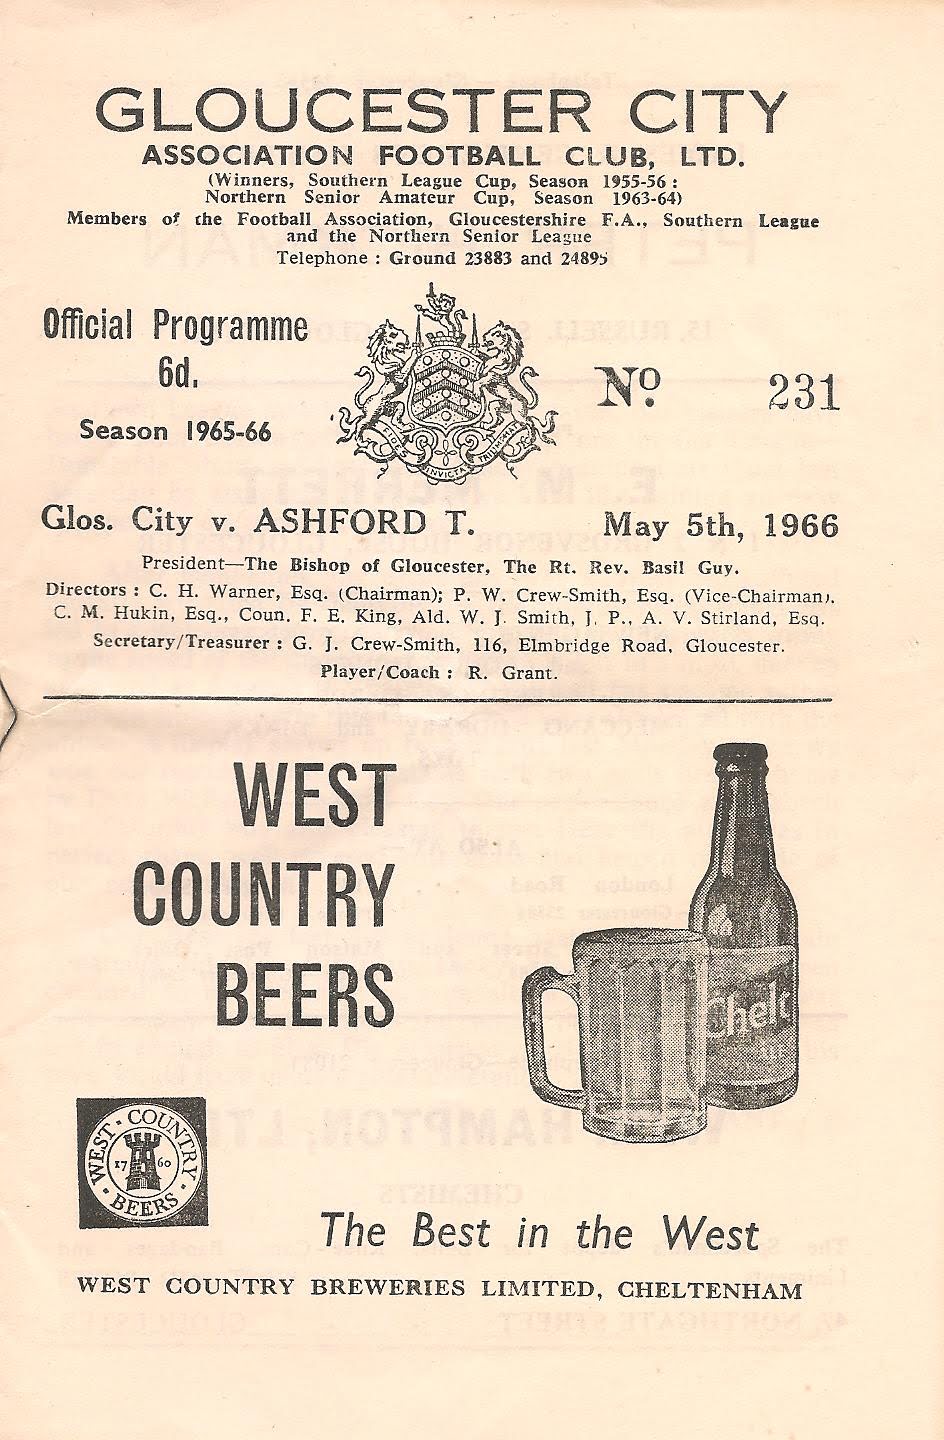 GLOUCESTER CITY
ASSOCIATION FOOTBALL CLUB, LTD.
(Winners, Southern League Cup, Season 1955-56 :
Northern Senior Amateur Cup, Season 1963-64)
Members of the Football Association, Gloucestershire F.A., Southern League
and the Northern Senior League
Telephone : Ground 23883 and 24895
Official Programme
6d.
Season 1965-66
FIDES INVICTA TRIUMPHAT
No. 231
Glos. City v. ASHFORD T. May 5th, 1966
President—The Bishop of Gloucester, The Rt. Rev. Basil Guy.
Directors : C. H. Warner, Esq. (Chairman); P. W. Crew-Smith, Esq. (Vice-Chairman).
C. M. Hukin, Esq., Coun. F. E. King, Ald. W. J. Smith, J. P., A. V. Stirland, Esq.
Secretary/Treasurer : G. J. Crew-Smith, 116, Elmbridge Road, Gloucester.
Player/Coach : R. Grant.
WEST
COUNTRY
BEERS
Chelt
WEST · COUNTRY · BEERS ·
1760
The Best in the West
WEST COUNTRY BREWERIES LIMITED, CHELTENHAM